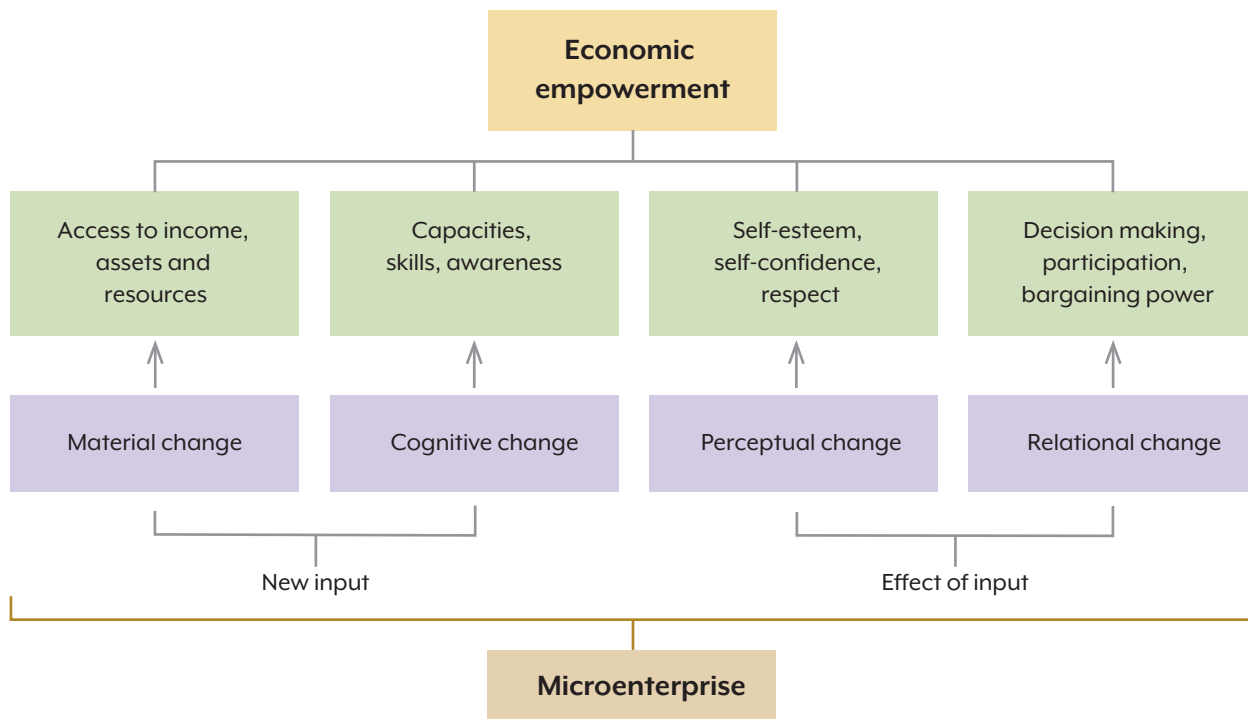 Economic
empowerment
Access to income,
assets and
resources
Capacities,
skills, awareness
Self-esteem,
self-confidence,
respect
Decision making,
participation,
bargaining power
Material change
Cognitive change
Perceptual change
Relational change
New input
Effect of input
Microenterprise